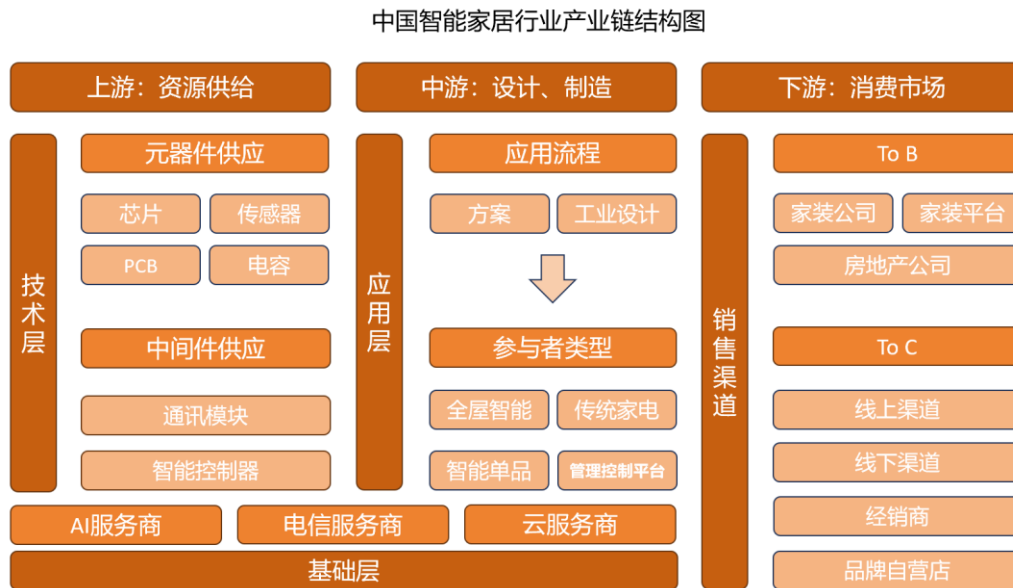 中国智能家居行业产业链结构图
上游：资源供给
中游：设计、制造
下游：消费市场
技术层
元器件供应
芯片
传感器
PCB
电容
中间件供应
通讯模块
智能控制器
应用层
应用流程
方案
工业设计
参与者类型
全屋智能
传统家电
智能单品
管理控制平台
销售渠道
To B
家装公司
家装平台
房地产公司
To C
线上渠道
线下渠道
经销商
品牌自营店
AI服务商
电信服务商
云服务商
基础层